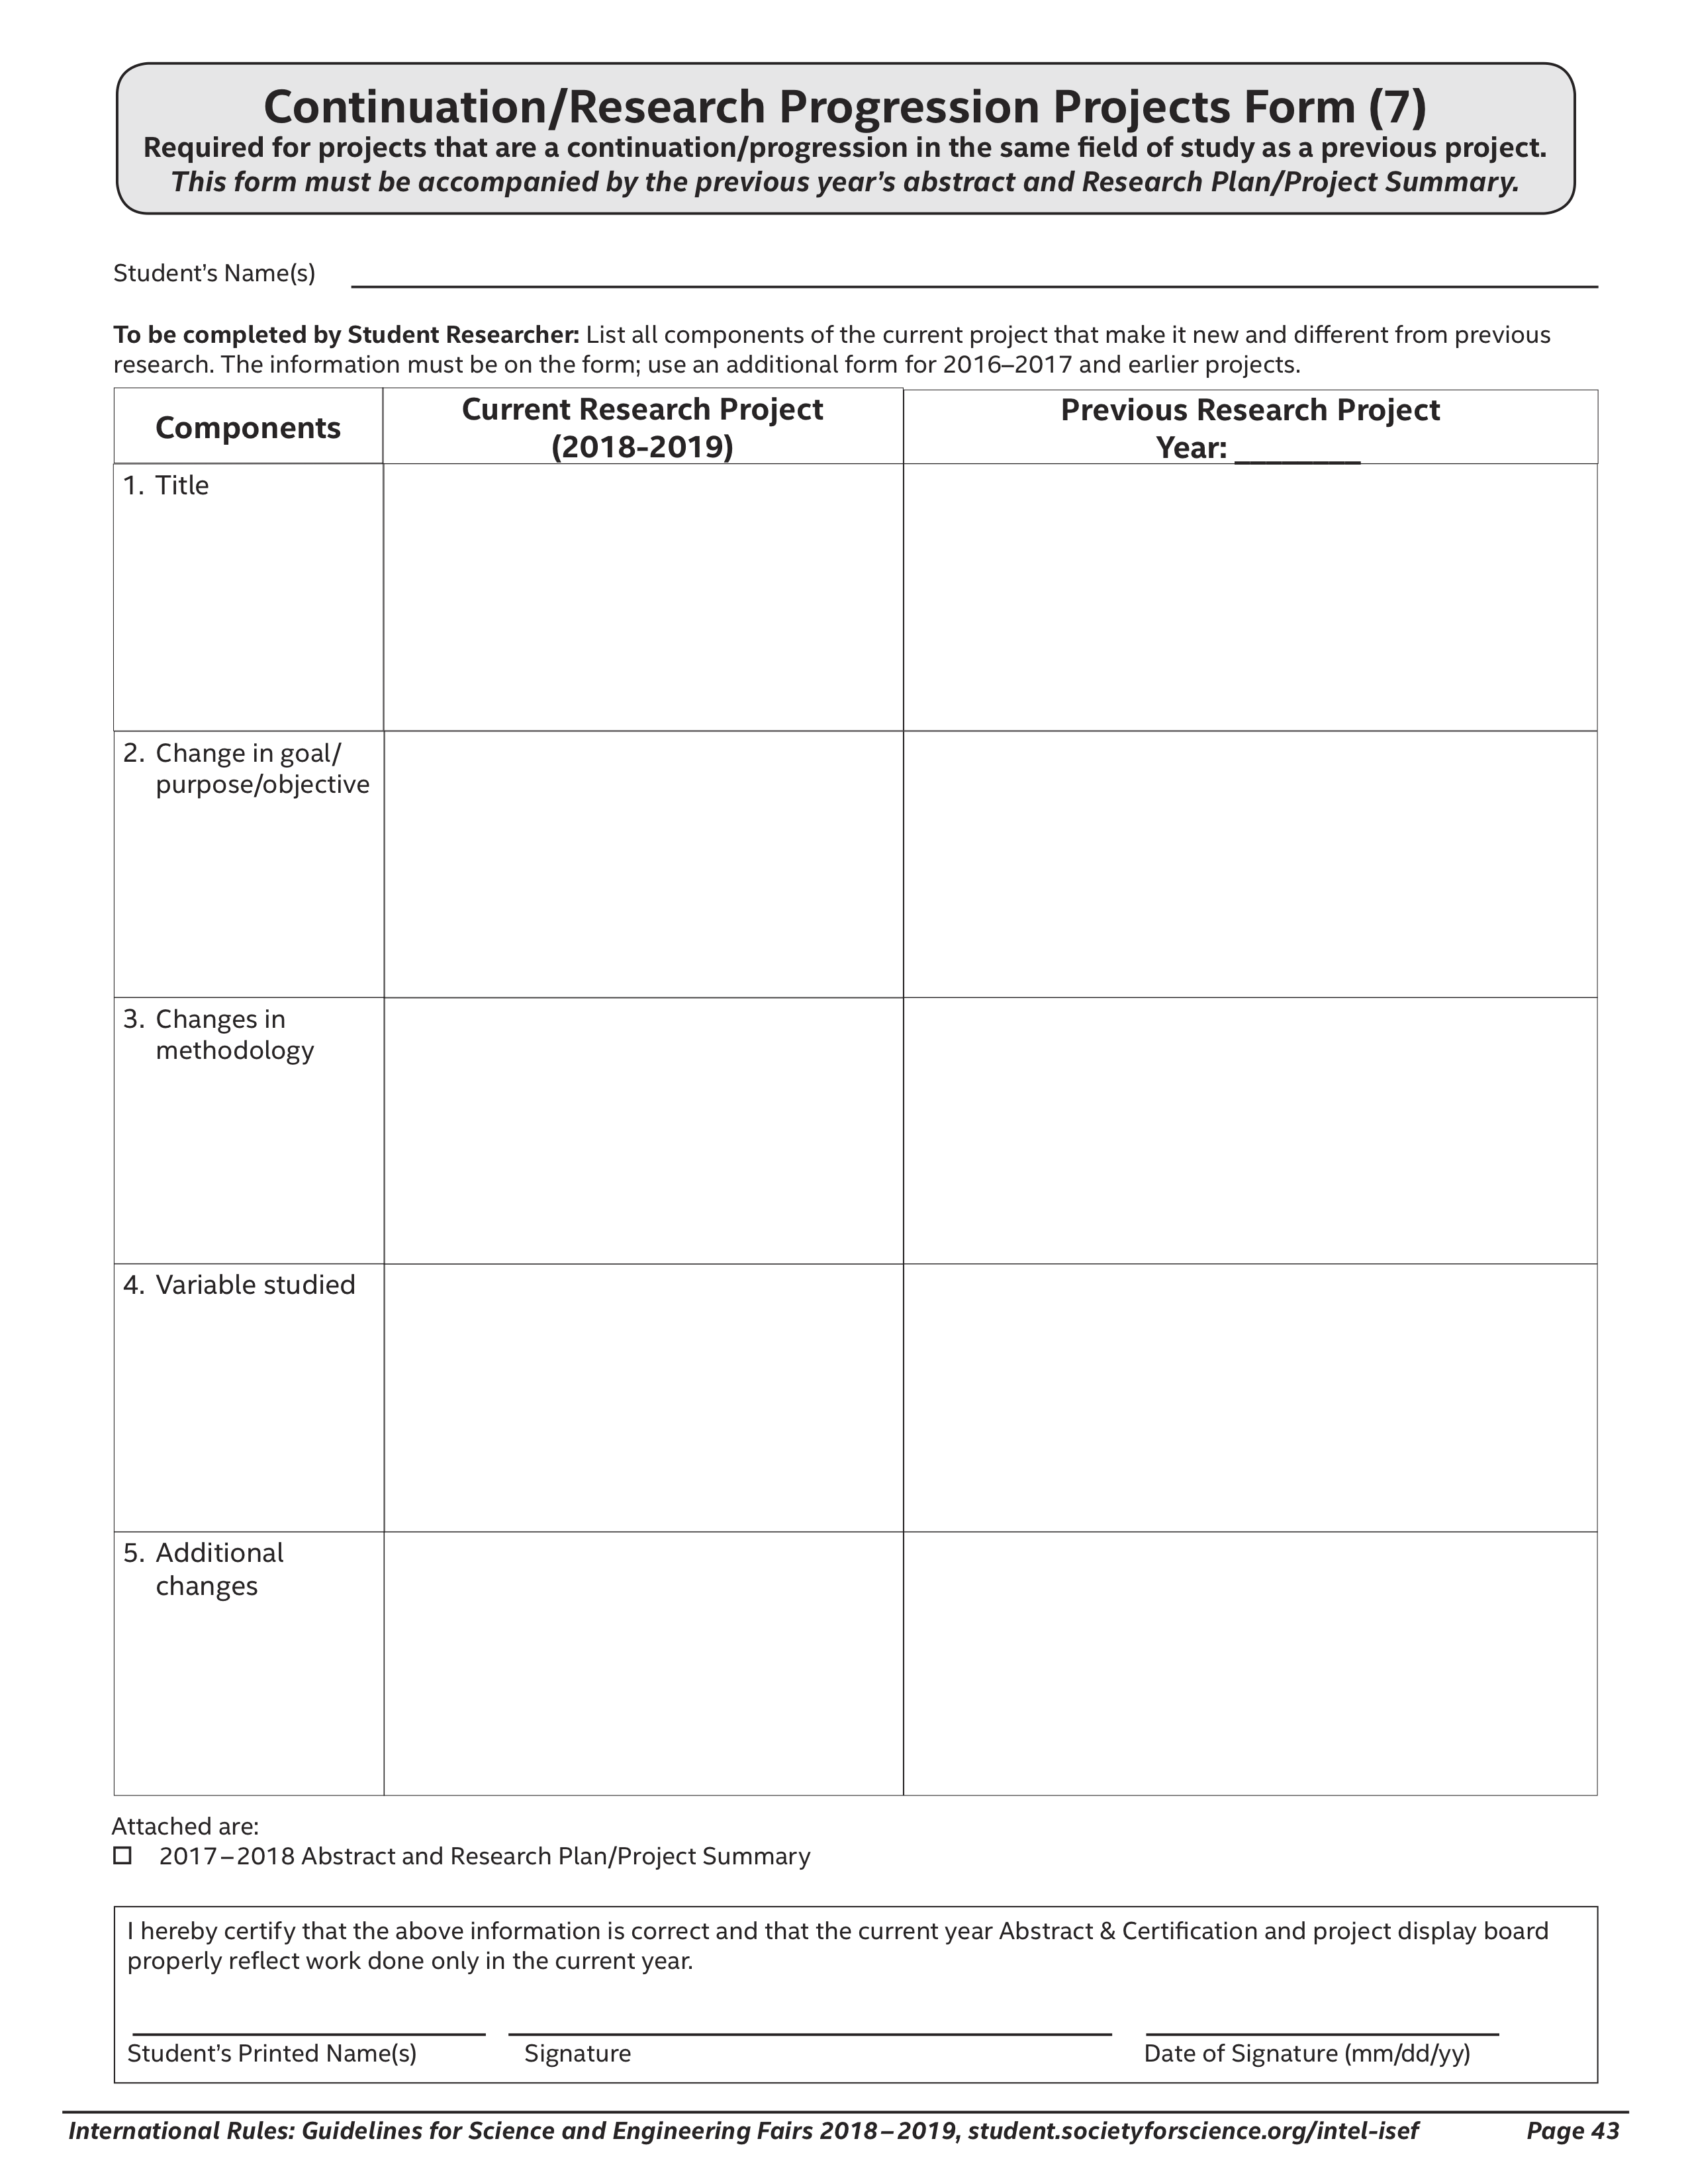 Continuation/Research Progression Projects Form (7)
Required for projects that are a continuation/progression in the same field of study as a previous project.
This form must be accompanied by the previous year’s abstract and Research Plan/Project Summary.
Student’s Name(s)
To be completed by Student Researcher: List all components of the current project that make it new and different from previous
research. The information must be on the form; use an additional form for 2016–2017 and earlier projects.
Components
Current Research Project
(2018-2019)
Previous Research Project
Year: ________
1. Title
2. Change in goal/
purpose/objective
3. Changes in
methodology
4. Variable studied
5. Additional
changes
Attached are:
☐ 2017–2018 Abstract and Research Plan/Project Summary
I hereby certify that the above information is correct and that the current year Abstract & Certification and project display board
properly reflect work done only in the current year.
Student’s Printed Name(s) Signature Date of Signature (mm/dd/yy)
International Rules: Guidelines for Science and Engineering Fairs 2018–2019, student.societyforscience.org/intel-isef Page 43